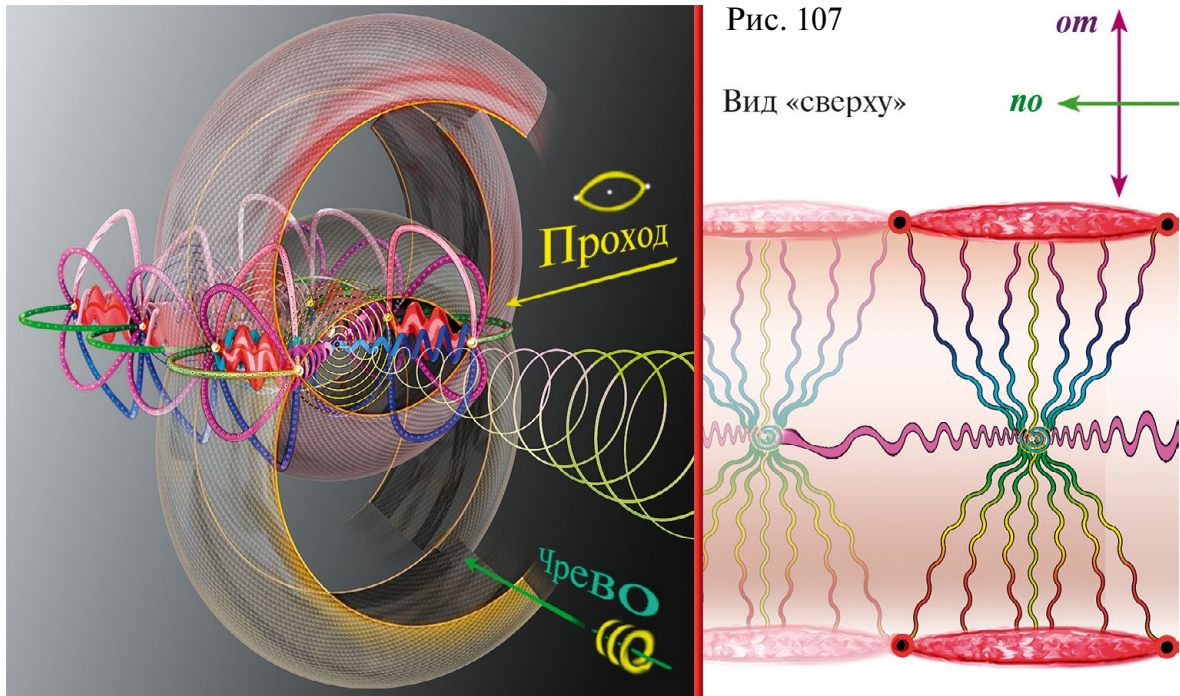 Проход
ЧреВО
Рис. 107
от
Вид «сверху»
по